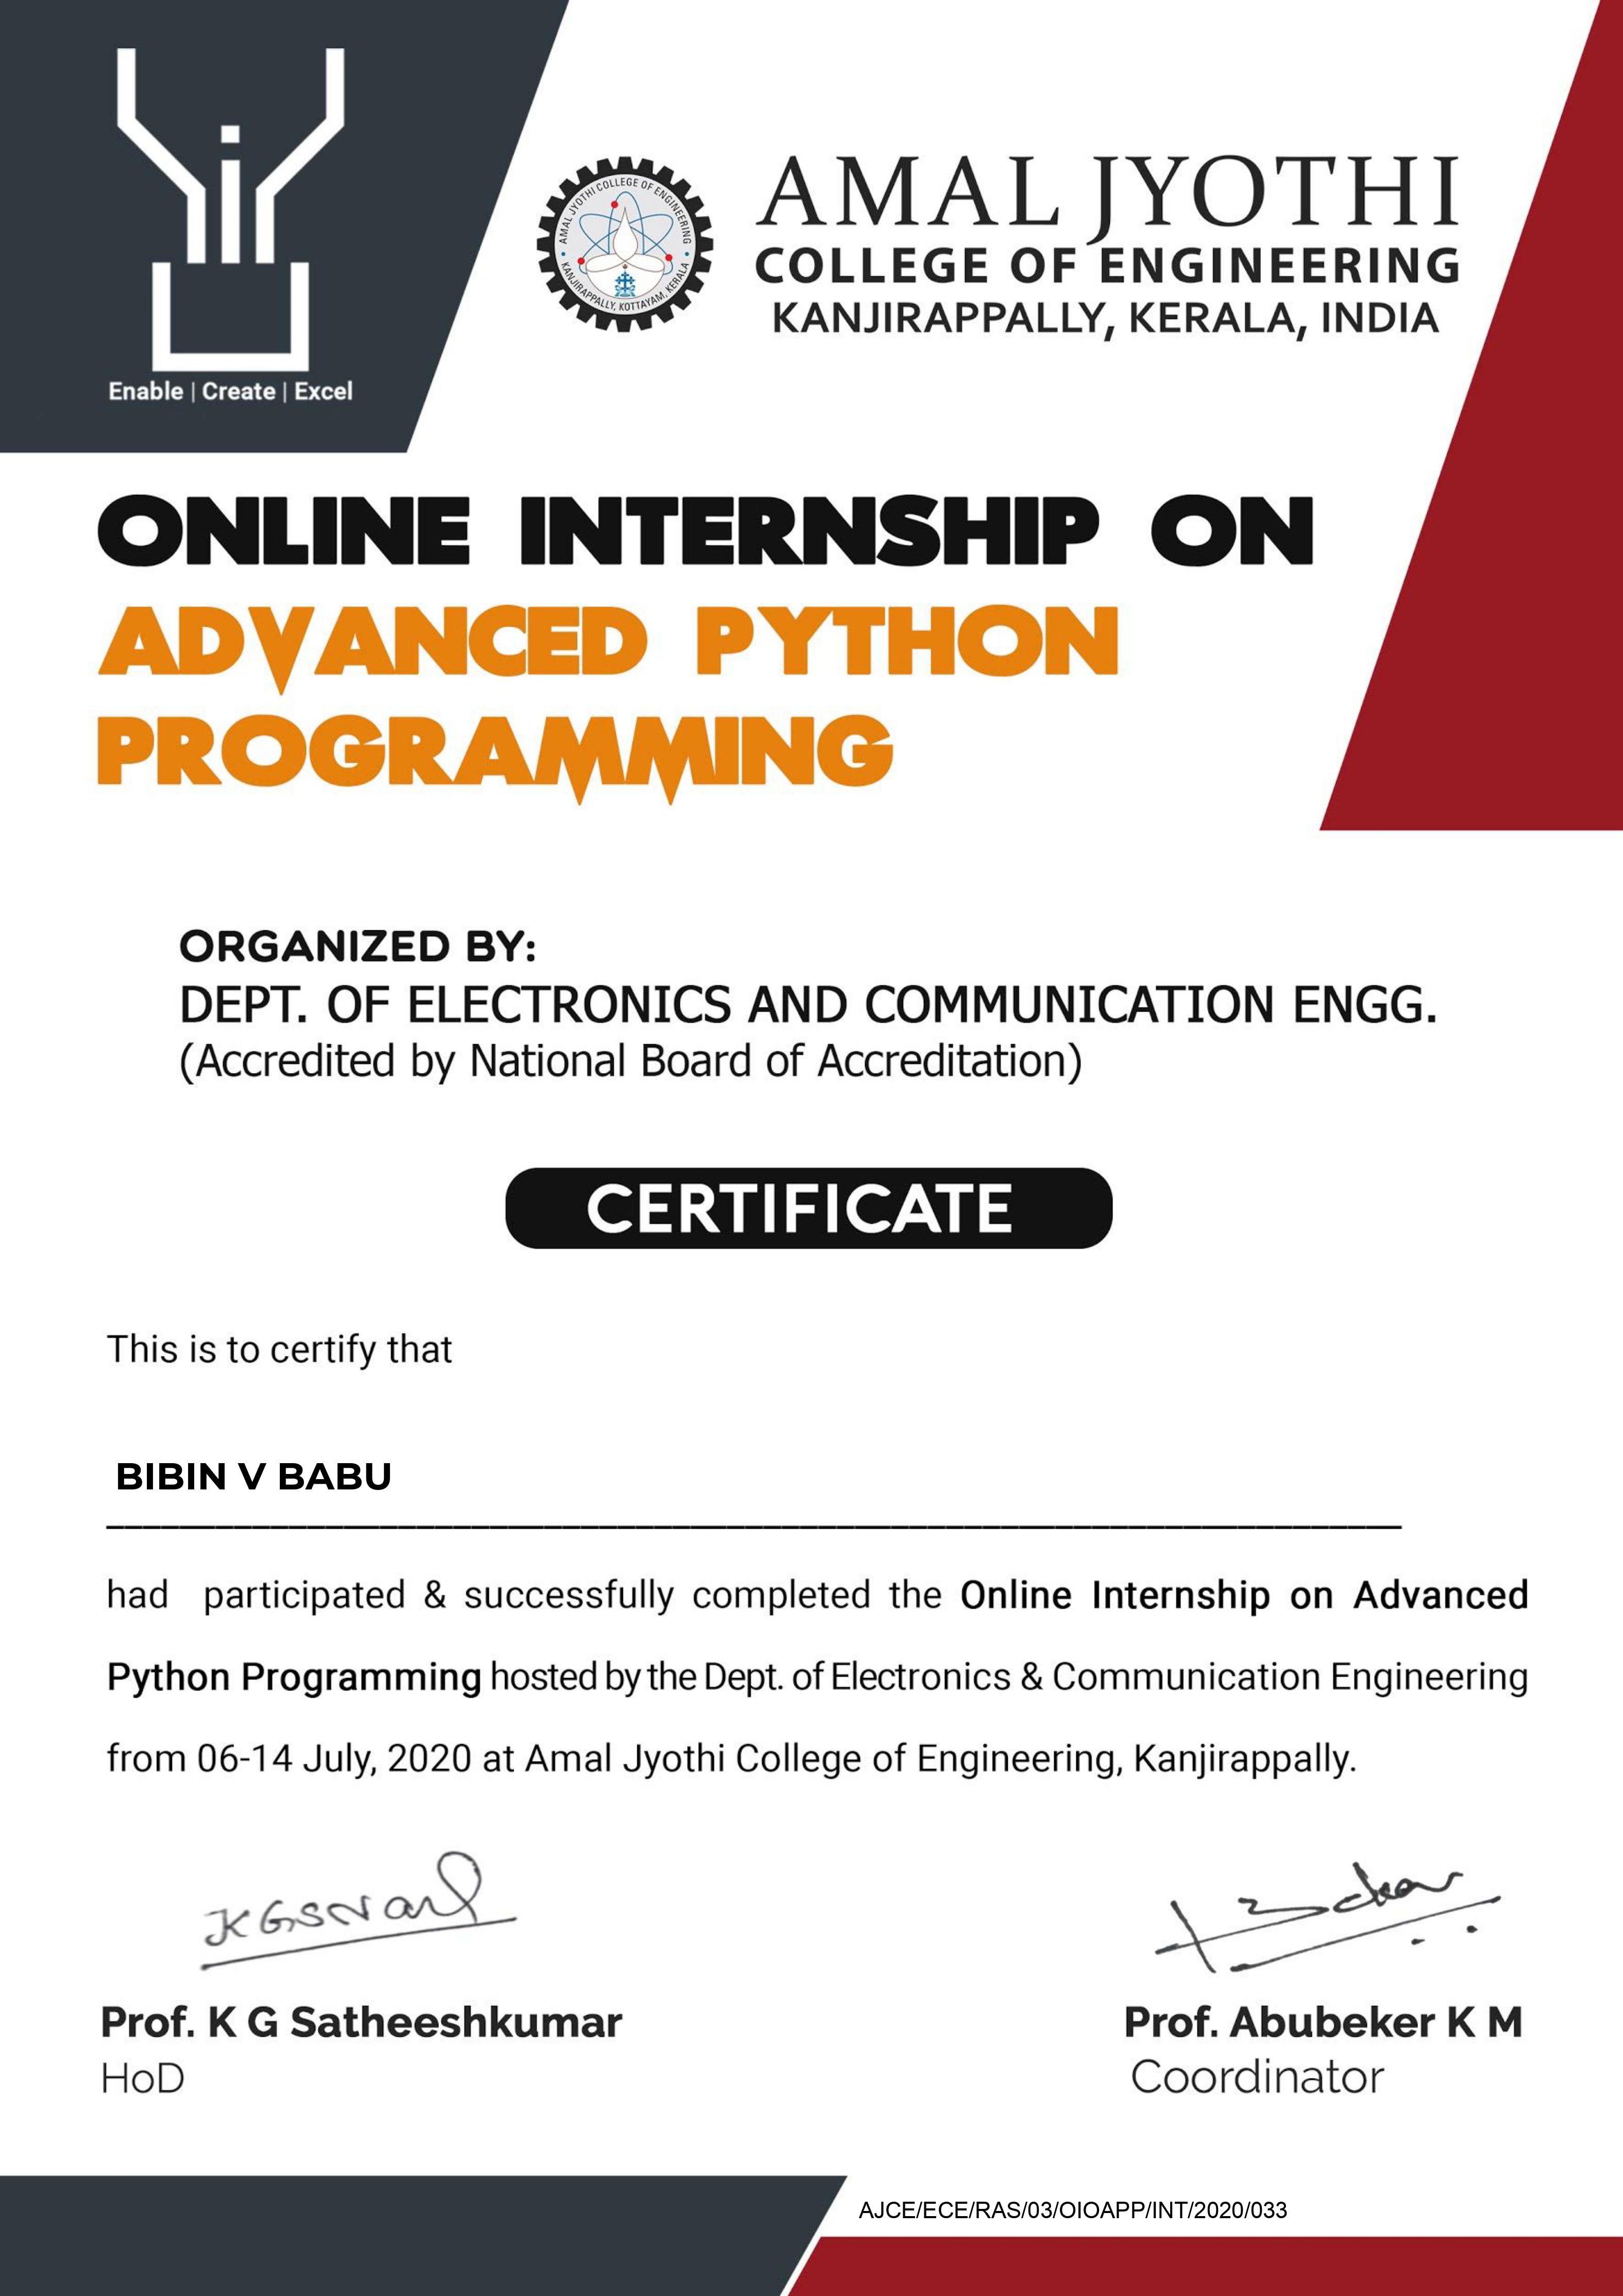 Enable | Create | Excel
AMAL JYOTHI COLLEGE OF ENGINEERING
KANJIRAPPALLY, KOTTAYAM, KERALA
AMAL JYOTHI
COLLEGE OF ENGINEERING
KANJIRAPPALLY, KERALA, INDIA
ONLINE INTERNSHIP ON
ADVANCED PYTHON
PROGRAMMING
ORGANIZED BY:
DEPT. OF ELECTRONICS AND COMMUNICATION ENGG.
(Accredited by National Board of Accreditation)
CERTIFICATE
This is to certify that
BIBIN V BABU
had participated & successfully completed the Online Internship on Advanced
Python Programming hosted by the Dept. of Electronics & Communication Engineering
from 06-14 July, 2020 at Amal Jyothi College of Engineering, Kanjirappally.
Prof. K G Satheeshkumar
HoD
Prof. Abubeker K M
Coordinator
AJCE/ECE/RAS/03/OIOAPP/INT/2020/033